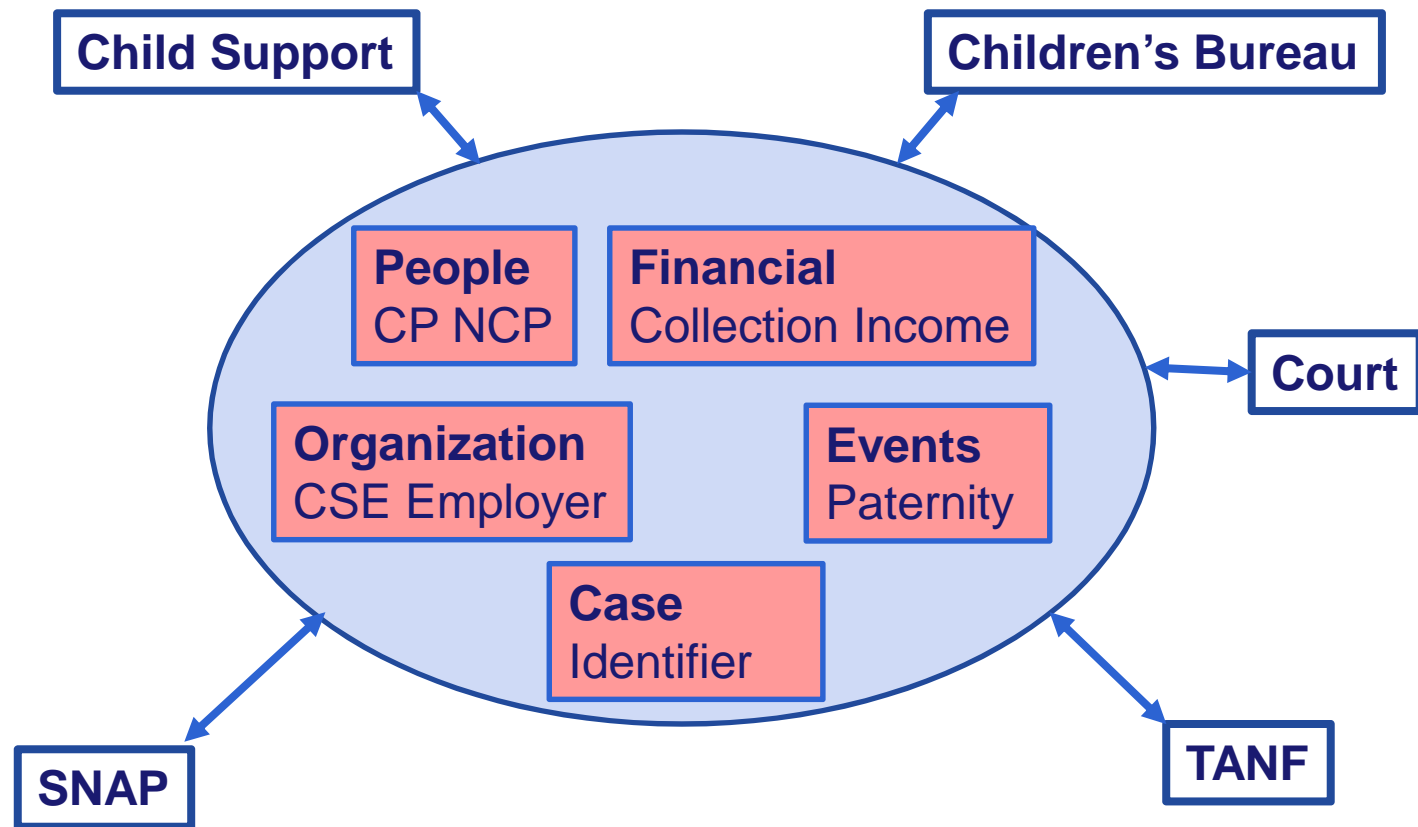 Child Support
Children’s Bureau
People
CP NCP
Financial
Collection Income
Court
Organization
CSE Employer
Events
Paternity
Case
Identifier
SNAP
TANF